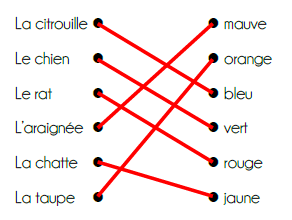 La citrouille mauve
Le chien orange
Le rat bleu
L'araignée vert
La chatte rouge
La taupe jaune